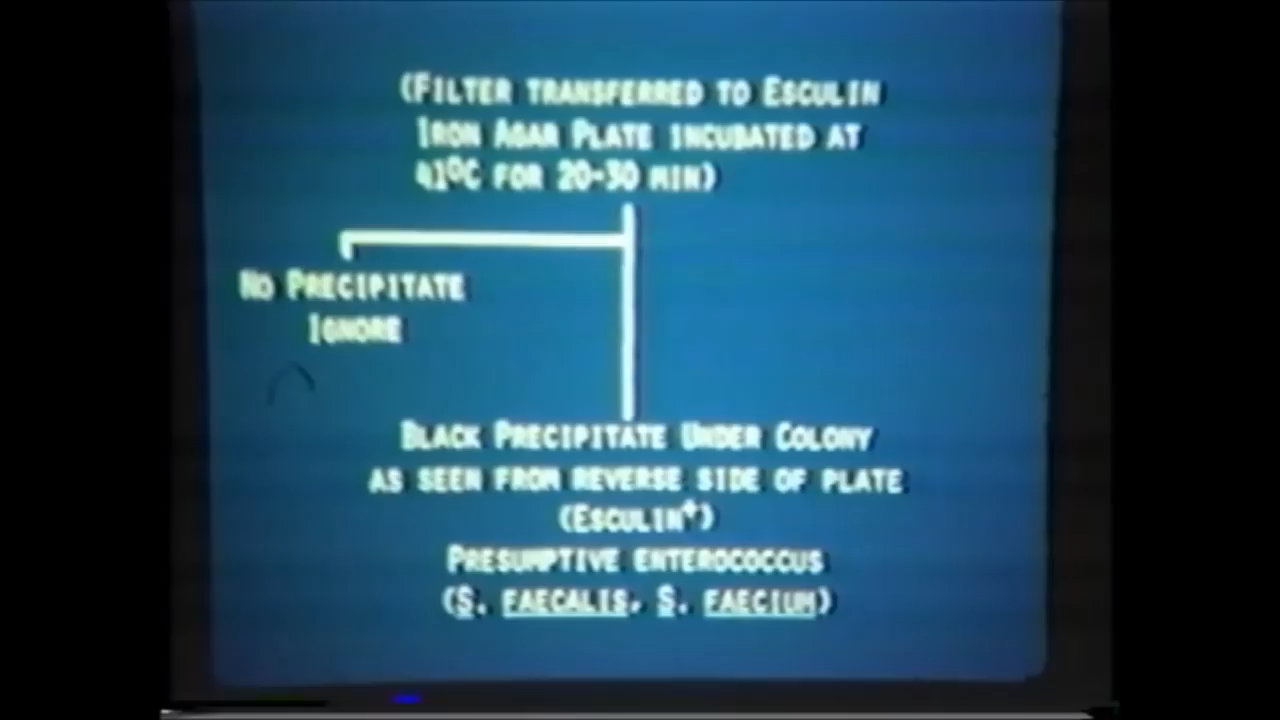 (Filter transferred to Esculin
Iron Agar Plate incubated at
41°C for 20-30 min)
No Precipitate
Ignore
Black Precipitate Under Colony
as seen from reverse side of plate
(Esculin+)
Presumptive enterococcus
(S. faecalis, S. faecium)